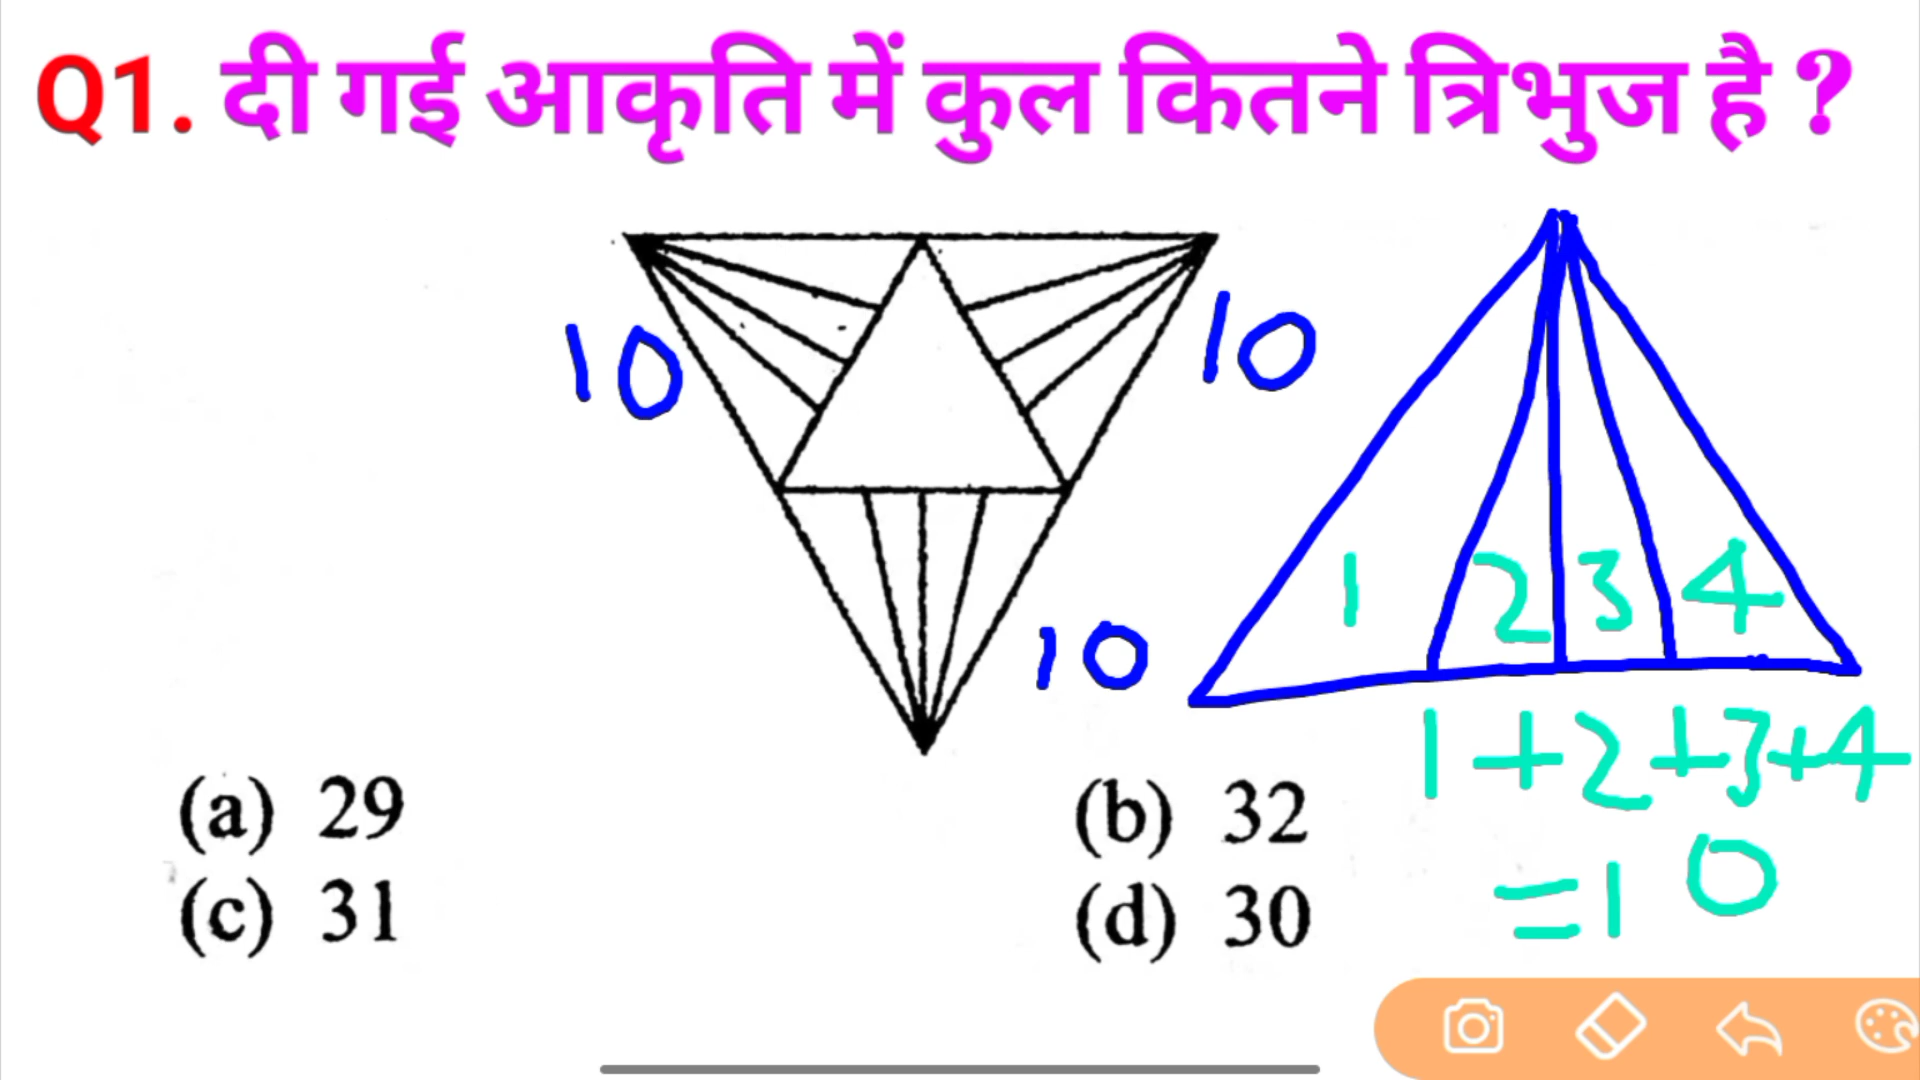 Q1. दी गई आकृति में कुल कितने त्रिभुज है ?
10
10
10
1 2 3 4
1+2+3+4
=10
(a) 29
(b) 32
(c) 31
(d) 30